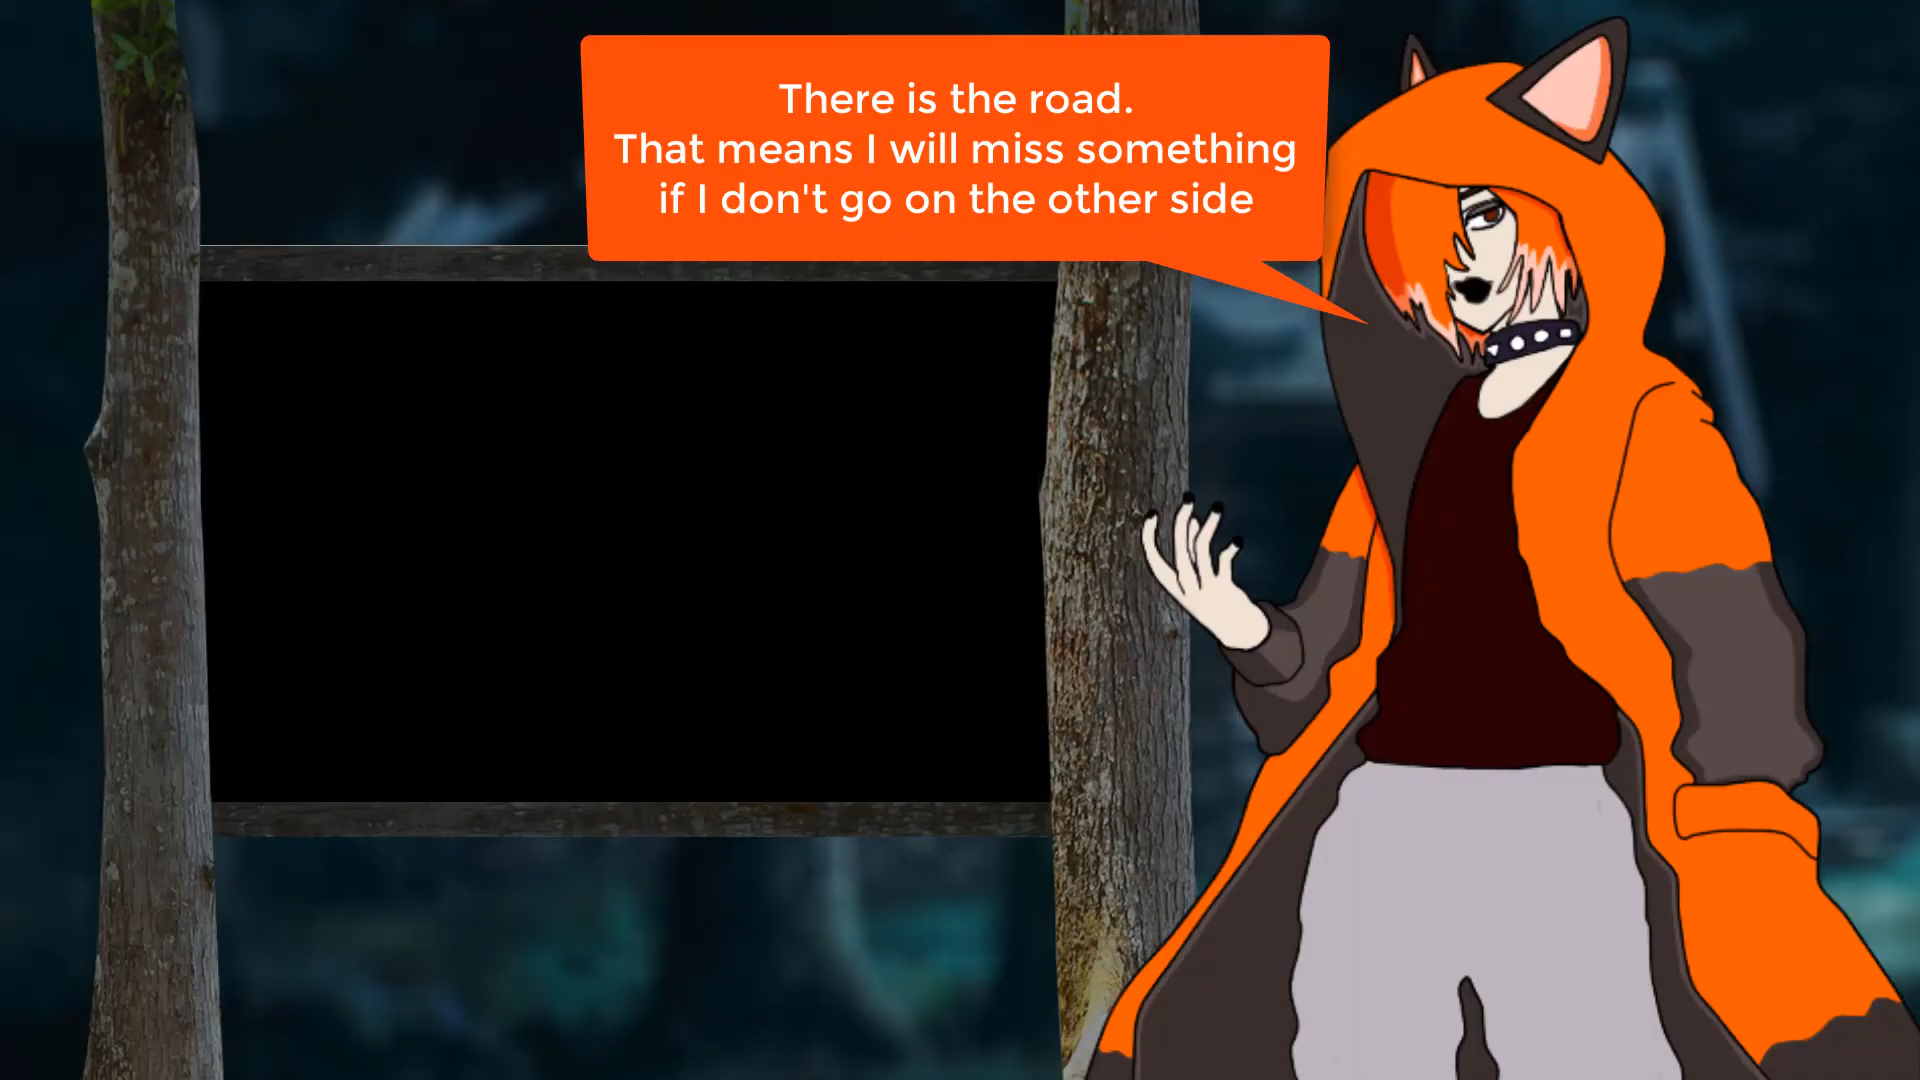 There is the road.
That means I will miss something
if I don't go on the other side